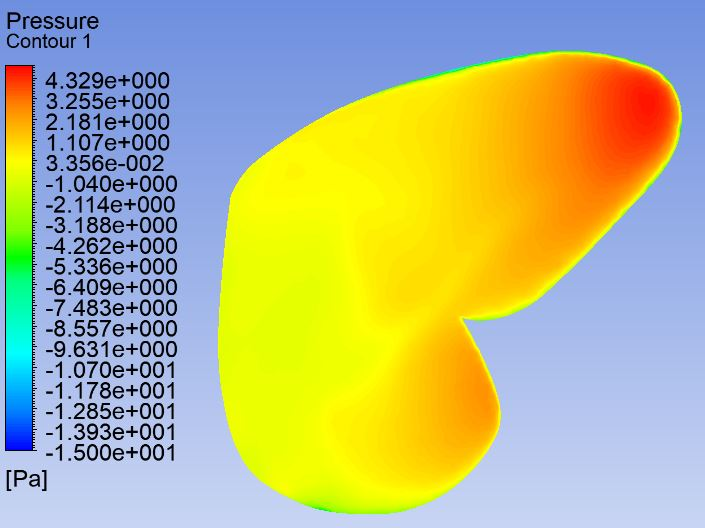 Pressure
Contour 1
4.329e+000
3.255e+000
2.181e+000
1.107e+000
3.356e-002
-1.040e+000
-2.114e+000
-3.188e+000
-4.262e+000
-5.336e+000
-6.409e+000
-7.483e+000
-8.557e+000
-9.631e+000
-1.070e+001
-1.178e+001
-1.285e+001
-1.393e+001
-1.500e+001
[Pa]